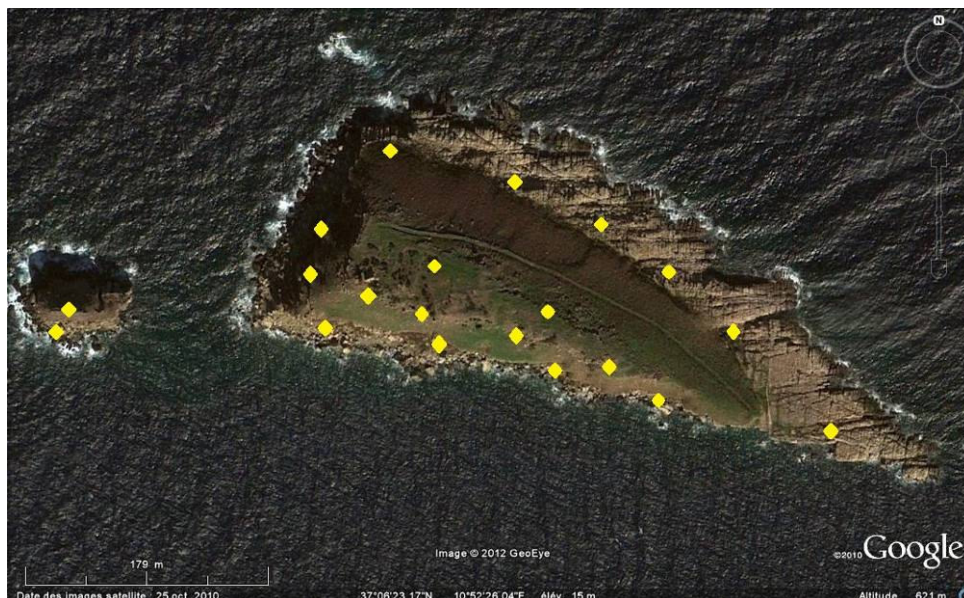 N
179 m
Image © 2012 GeoEye
©2010 Google
Date des images satellite 25 oct. 2010 37°06'23.17"N 10°52'26.04"E élév. 15 m Altitude 621 m